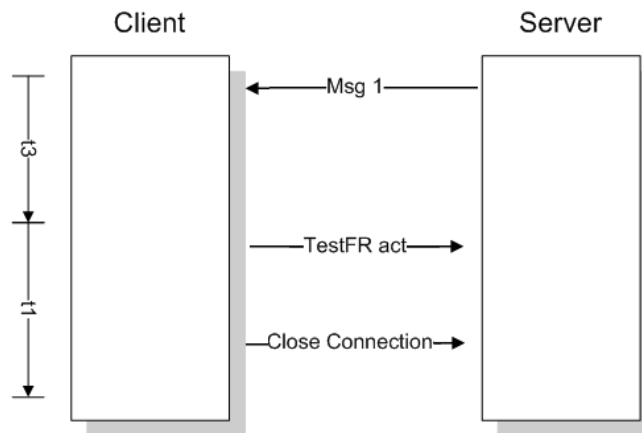 Client
Server
Msg 1
t3
TestFR act
t1
Close Connection